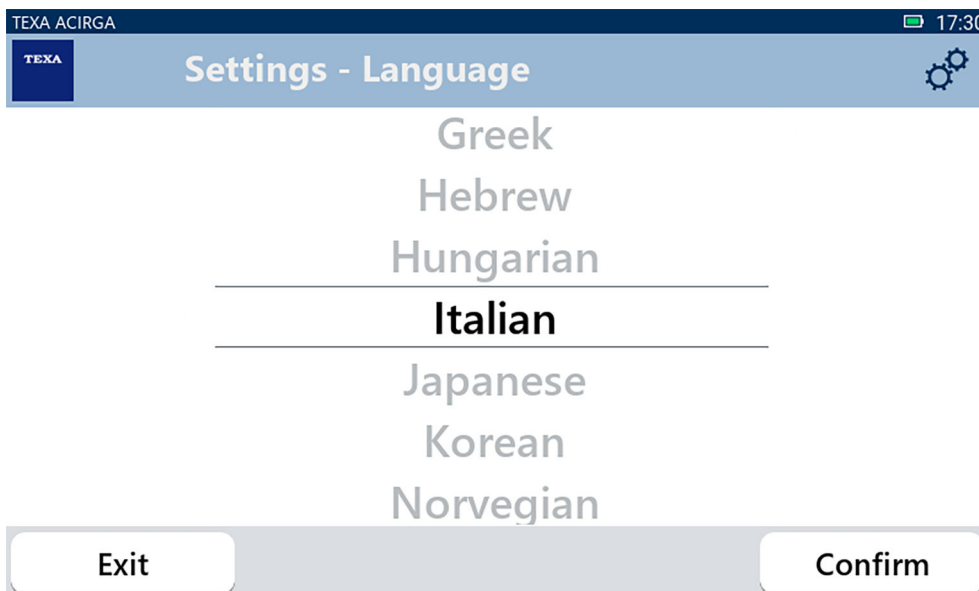 TEXA ACIRGA 17:30
TEXA
Settings - Language
Greek
Hebrew
Hungarian
Italian
Japanese
Korean
Norvegian
Exit Confirm